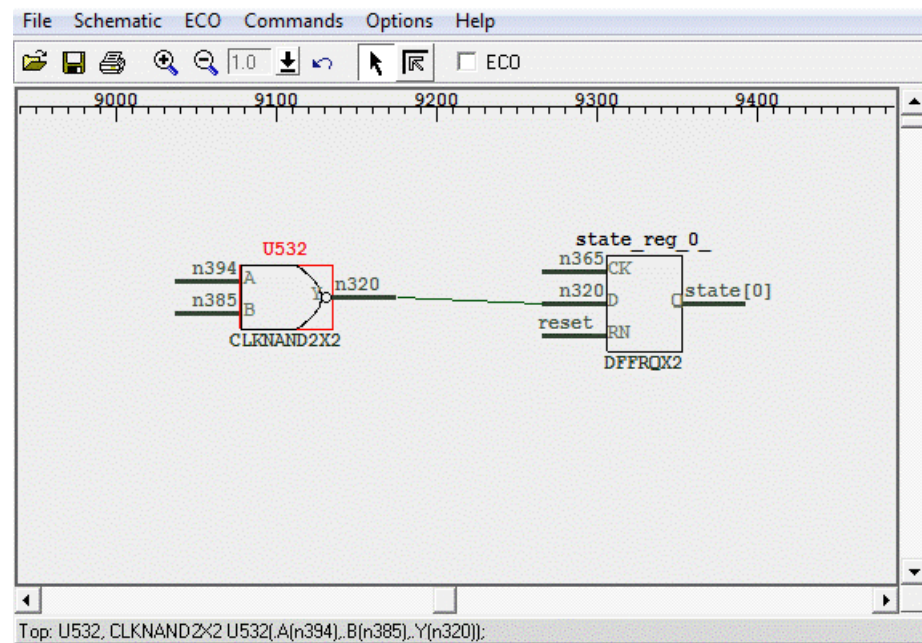 File Schematic ECO Commands Options Help
1.0 ECO
9000 9100 9200 9300 9400
U532
n394 A
n385 B
Y n320
CLKNAND2X2
state_reg_0_
n365 CK
n320 D Q state[0]
reset RN
DFFRQX2
Top: U532, CLKNAND2X2 U532(.A(n394),.B(n385),.Y(n320));